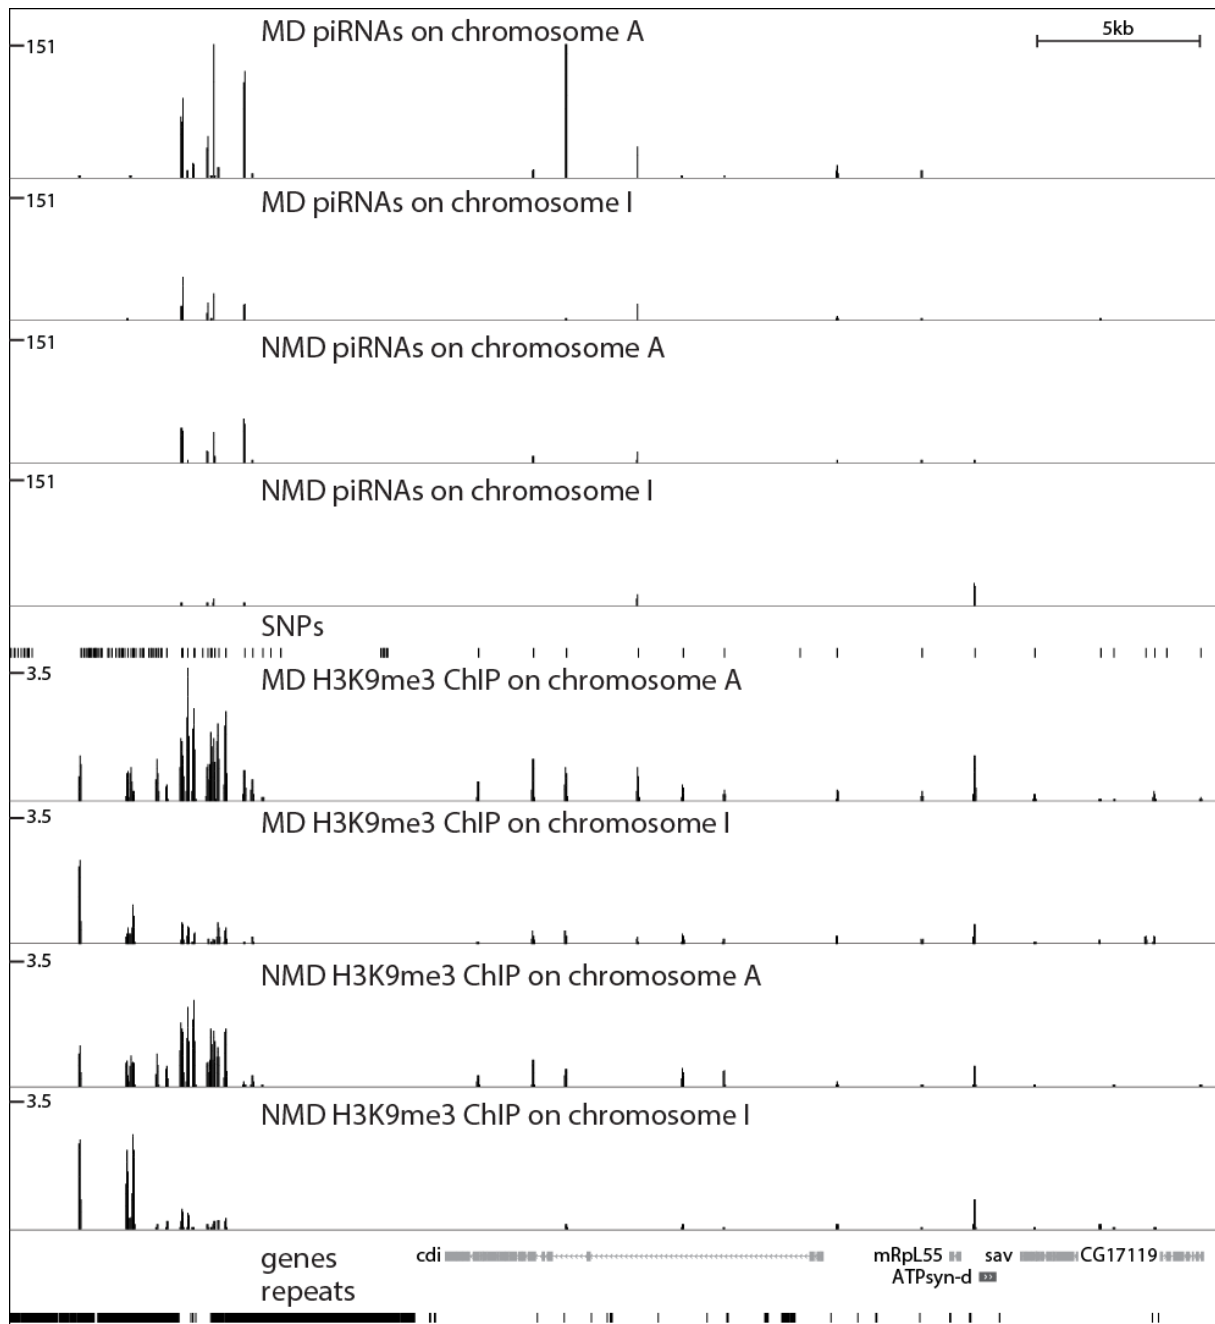 MD piRNAs on chromosome A
5kb
151
MD piRNAs on chromosome I
151
NMD piRNAs on chromosome A
151
NMD piRNAs on chromosome I
151
SNPs
MD H3K9me3 ChIP on chromosome A
3.5
MD H3K9me3 ChIP on chromosome I
3.5
NMD H3K9me3 ChIP on chromosome A
3.5
NMD H3K9me3 ChIP on chromosome I
3.5
genes
cdi mRpL55 sav CG17119
ATPsyn-d
repeats